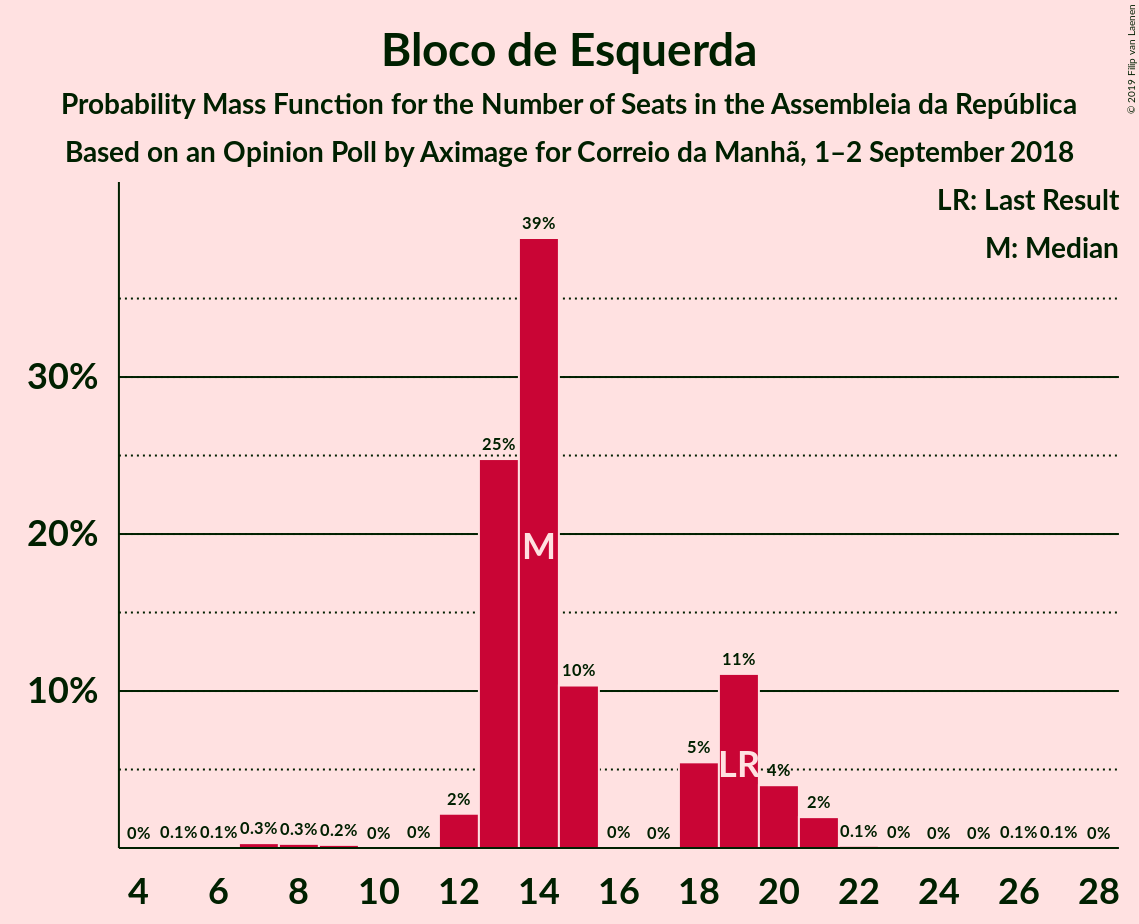 Bloco de Esquerda
Probability Mass Function for the Number of Seats in the Assembleia da República
Based on an Opinion Poll by Aximage for Correio da Manhã, 1–2 September 2018
© 2019 Filip van Laenen
LR: Last Result
M: Median
30%
20%
10%
0% 0.1% 0.1% 0.3% 0.3% 0.2% 0% 0% 2% 25% 39% 10% 0% 0% 5% 11% 4% 2% 0.1% 0% 0% 0% 0.1% 0.1% 0%
M
LR
4 6 8 10 12 14 16 18 20 22 24 26 28